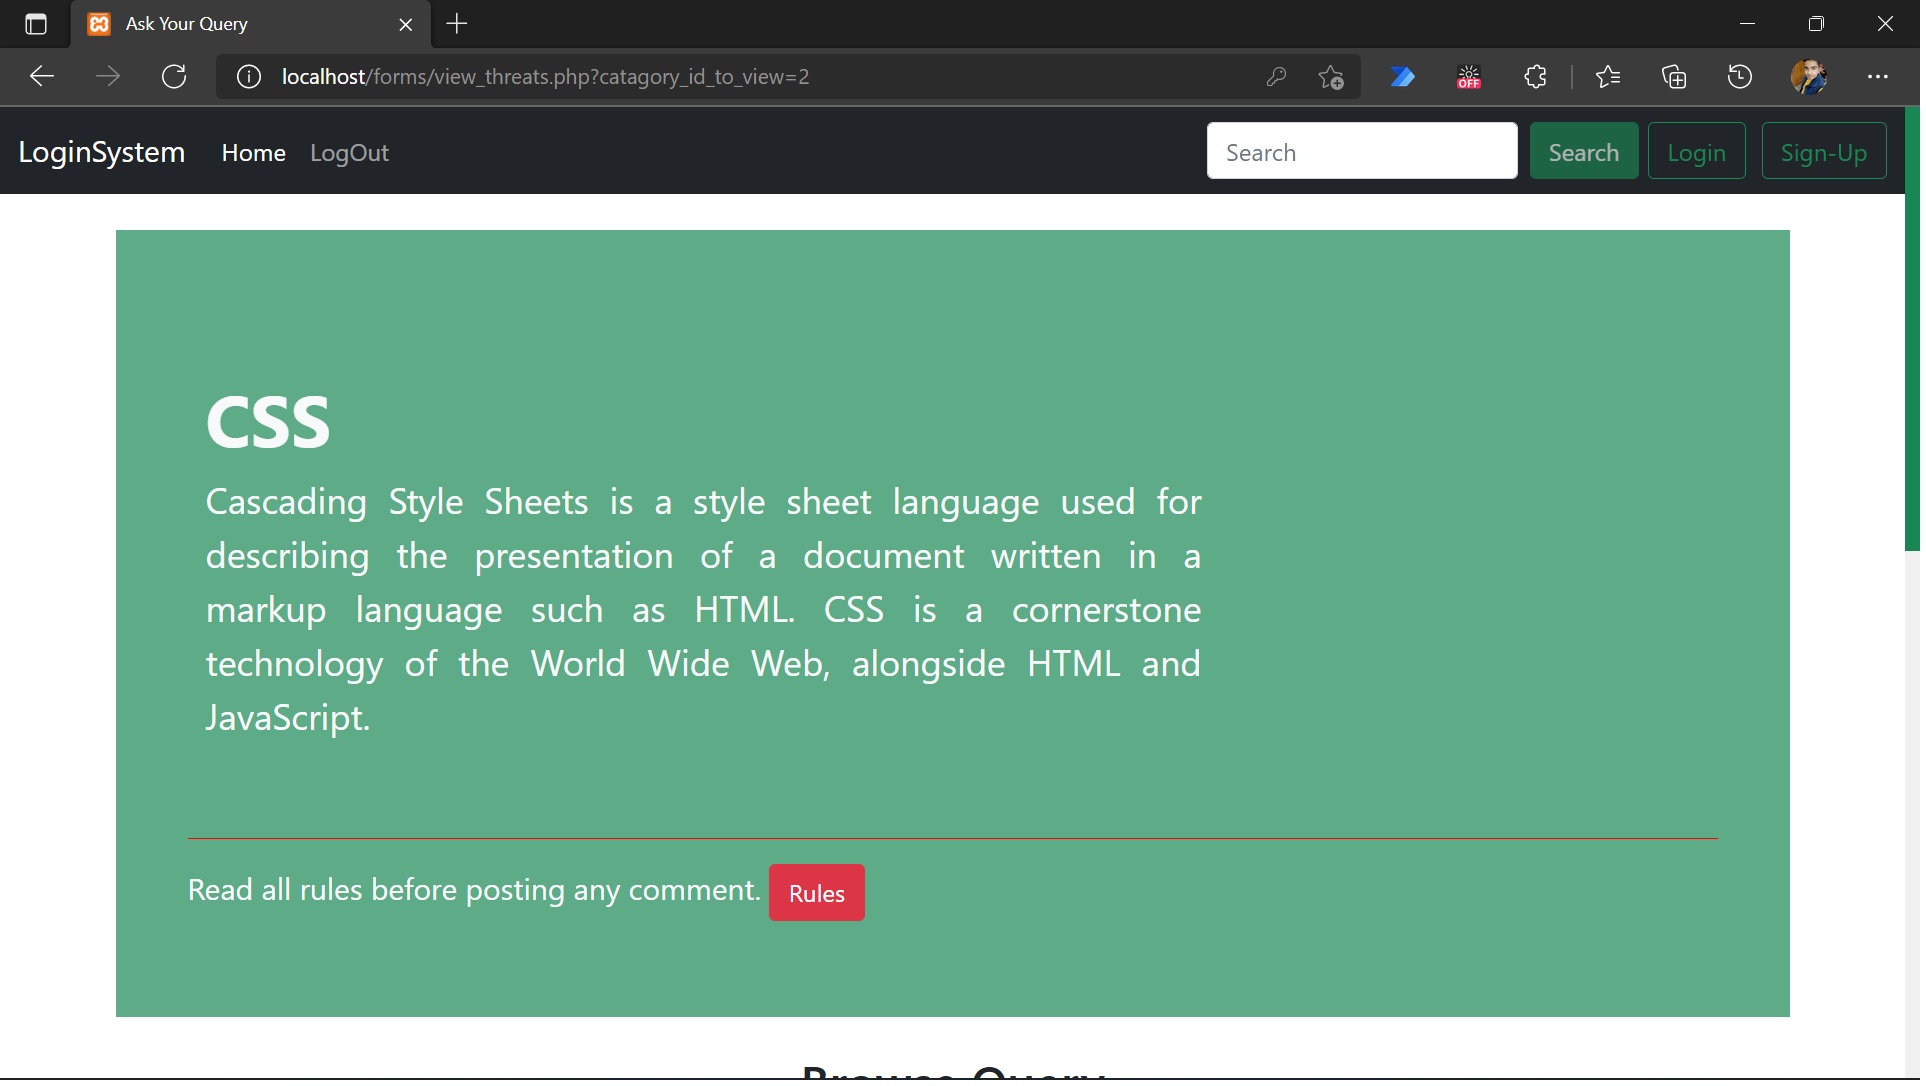 Ask Your Query
localhost/forms/view_threats.php?catagory_id_to_view=2
OFF
LoginSystem Home LogOut Search Search Login Sign-Up
CSS
Cascading Style Sheets is a style sheet language used for
describing the presentation of a document written in a
markup language such as HTML. CSS is a cornerstone
technology of the World Wide Web, alongside HTML and
JavaScript.
Read all rules before posting any comment. Rules
Browse Query